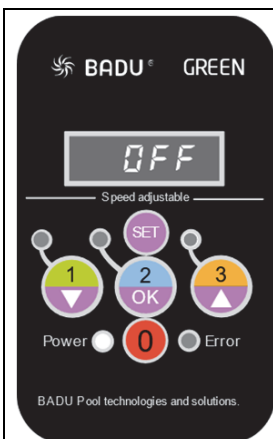 BADU® GREEN
OFF
Speed adjustable
SET
1 2 3
OK
Power 0 Error
BADU Pool technologies and solutions.